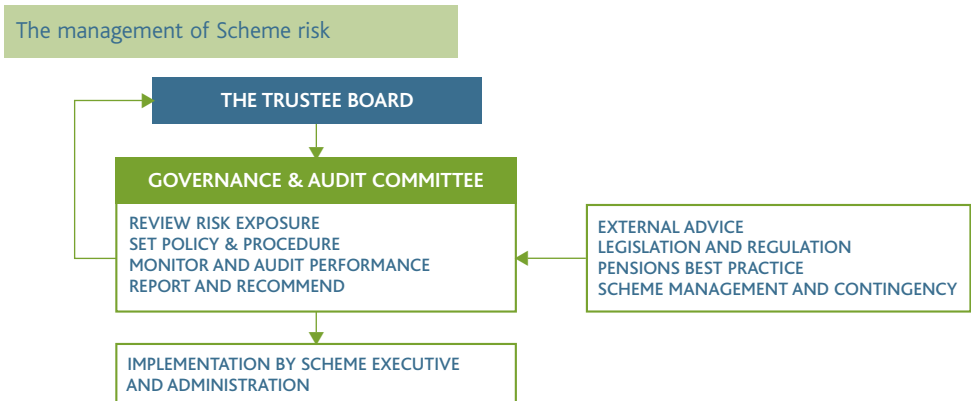 The management of Scheme risk
THE TRUSTEE BOARD
GOVERNANCE & AUDIT COMMITTEE
REVIEW RISK EXPOSURE
SET POLICY & PROCEDURE
MONITOR AND AUDIT PERFORMANCE
REPORT AND RECOMMEND
EXTERNAL ADVICE
LEGISLATION AND REGULATION
PENSIONS BEST PRACTICE
SCHEME MANAGEMENT AND CONTINGENCY
IMPLEMENTATION BY SCHEME EXECUTIVE
AND ADMINISTRATION